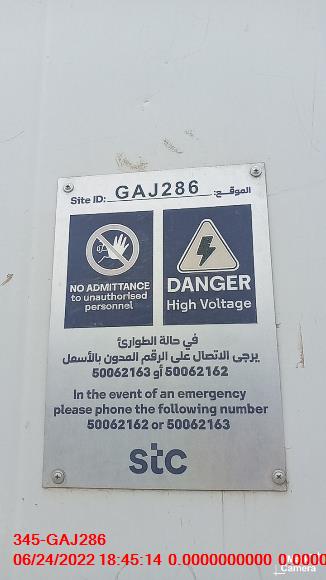 Site ID: GAJ286 الموقع:
NO ADMITTANCE
to unauthorised
personnel
DANGER
High Voltage
في حالة الطوارئ
يرجى الاتصال على الرقم المدون بالأسفل
50062162 أو 50062163
In the event of an emergency
please phone the following number
50062162 or 50062163
stc
345-GAJ286
06/24/2022 18:45:14 0.0000000000 0.0000
Camera